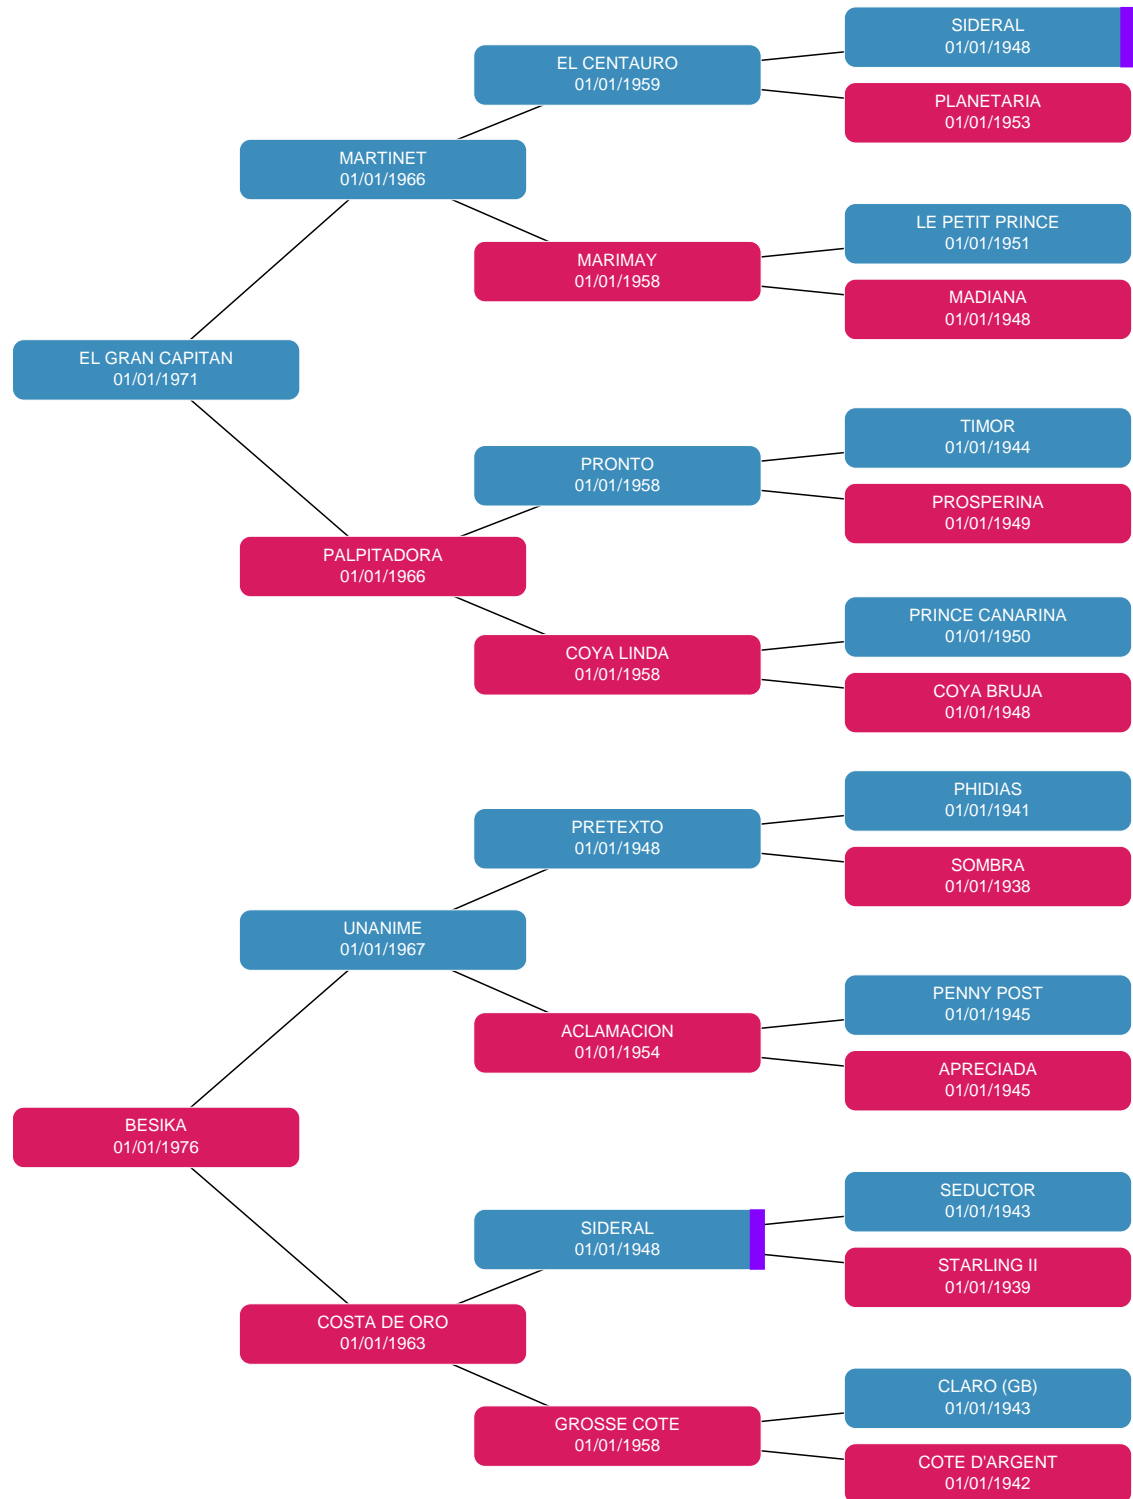 SIDERAL
01/01/1948
EL CENTAURO
01/01/1959
PLANETARIA
01/01/1953
MARTINET
01/01/1966
LE PETIT PRINCE
01/01/1951
MARIMAY
01/01/1958
MADIANA
01/01/1948
EL GRAN CAPITAN
01/01/1971
TIMOR
01/01/1944
PRONTO
01/01/1958
PROSPERINA
01/01/1949
PALPITADORA
01/01/1966
PRINCE CANARINA
01/01/1950
COYA LINDA
01/01/1958
COYA BRUJA
01/01/1948
PHIDIAS
01/01/1941
PRETEXTO
01/01/1948
SOMBRA
01/01/1938
UNANIME
01/01/1967
PENNY POST
01/01/1945
ACLAMACION
01/01/1954
APRECIADA
01/01/1945
BESIKA
01/01/1976
SEDUCTOR
01/01/1943
SIDERAL
01/01/1948
STARLING II
01/01/1939
COSTA DE ORO
01/01/1963
CLARO (GB)
01/01/1943
GROSSE COTE
01/01/1958
COTE D'ARGENT
01/01/1942